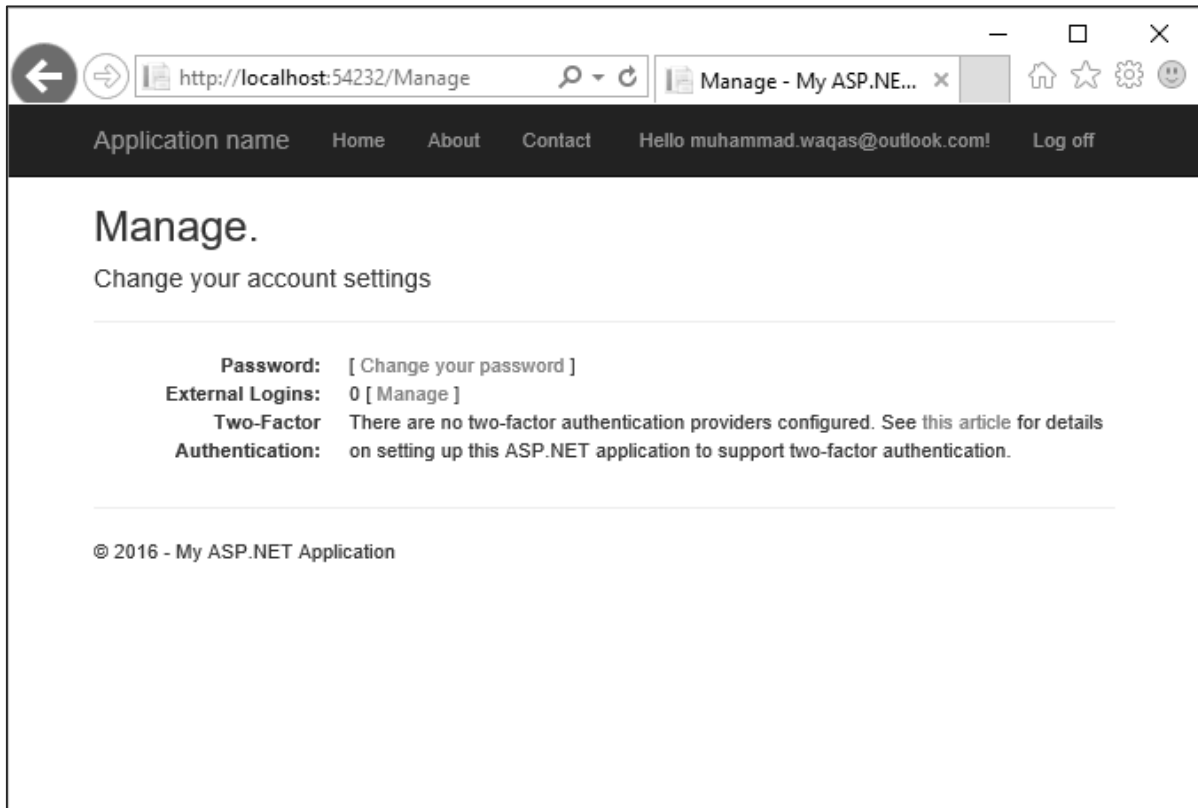 http://localhost:54232/Manage
Manage - My ASP.NE...
Application name Home About Contact Hello muhammad.waqas@outlook.com! Log off
Manage.
Change your account settings
Password: [ Change your password ]
External Logins: 0 [ Manage ]
Two-Factor There are no two-factor authentication providers configured. See this article for details
Authentication: on setting up this ASP.NET application to support two-factor authentication.
© 2016 - My ASP.NET Application